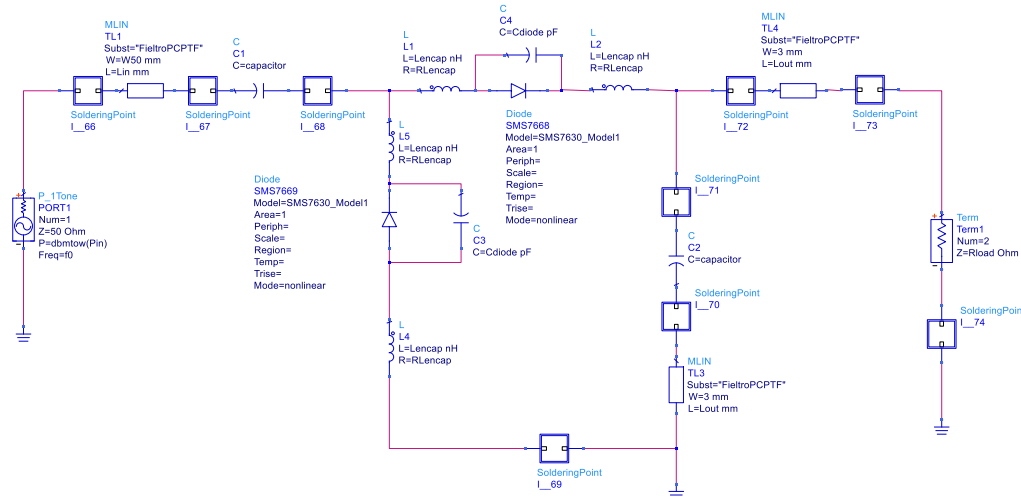 MLIN
TL1
Subst="FieltroPCPTF"
W=W50 mm
L=Lin mm
C
C1
C=capacitor
L
L1
L=Lencap nH
R=RLencap
C
C4
C=Cdiode pF
L
L2
L=Lencap nH
R=RLencap
MLIN
TL4
Subst="FieltroPCPTF"
W=3 mm
L=Lout mm
SolderingPoint
I__66
SolderingPoint
I__67
SolderingPoint
I__68
Diode
SMS7668
Model=SMS7630_Model1
Area=1
Periph=
Scale=
Region=
Temp=
Trise=
Mode=nonlinear
SolderingPoint
I__72
SolderingPoint
I__73
L
L5
L=Lencap nH
R=RLencap
Diode
SMS7669
Model=SMS7630_Model1
Area=1
Periph=
Scale=
Region=
Temp=
Trise=
Mode=nonlinear
C
C3
C=Cdiode pF
SolderingPoint
I__71
C
C2
C=capacitor
+
P_1Tone
PORT1
Num=1
Z=50 Ohm
P=dbmtow(Pin)
Freq=f0
-
+
Term
Term1
Num=2
Z=Rload Ohm
-
SolderingPoint
I__70
L
L4
L=Lencap nH
R=RLencap
SolderingPoin
I__74
MLIN
TL3
Subst="FieltroPCPTF"
W=3 mm
L=Lout mm
SolderingPoint
I__69